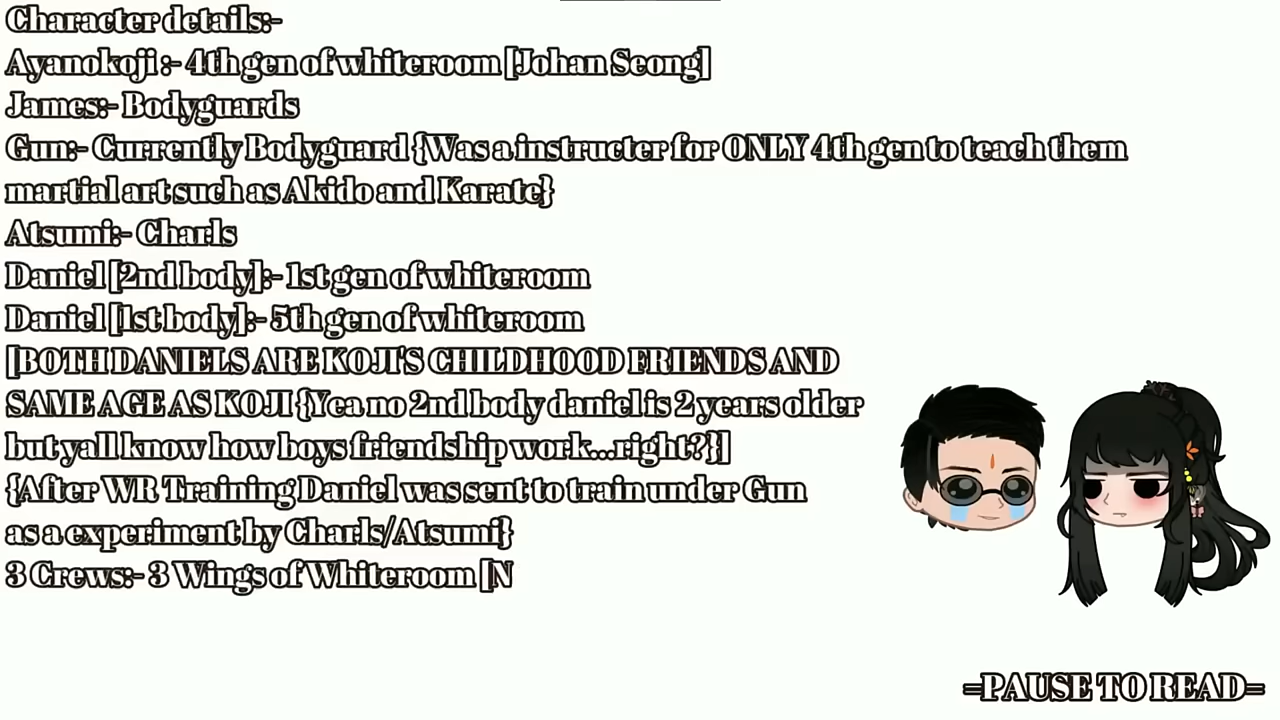 Character details:-
Ayanokoji :- 4th gen of whiteroom [Johan Seong]
James:- Bodyguards
Gun:- Currently Bodyguard {Was a instructer for ONLY 4th gen to teach them
martial art such as Akido and Karate}
Atsumi:- Charls
Daniel [2nd body]:- 1st gen of whiteroom
Daniel [1st body]:- 5th gen of whiteroom
[BOTH DANIELS ARE KOJI'S CHILDHOOD FRIENDS AND
SAME AGE AS KOJI {Yea no 2nd body daniel is 2 years older
but yall know how boys friendship work...right?}]
{After WR Training Daniel was sent to train under Gun
as a experiment by Charls/Atsumi}
3 Crews:- 3 Wings of Whiteroom [N
=PAUSE TO READ=